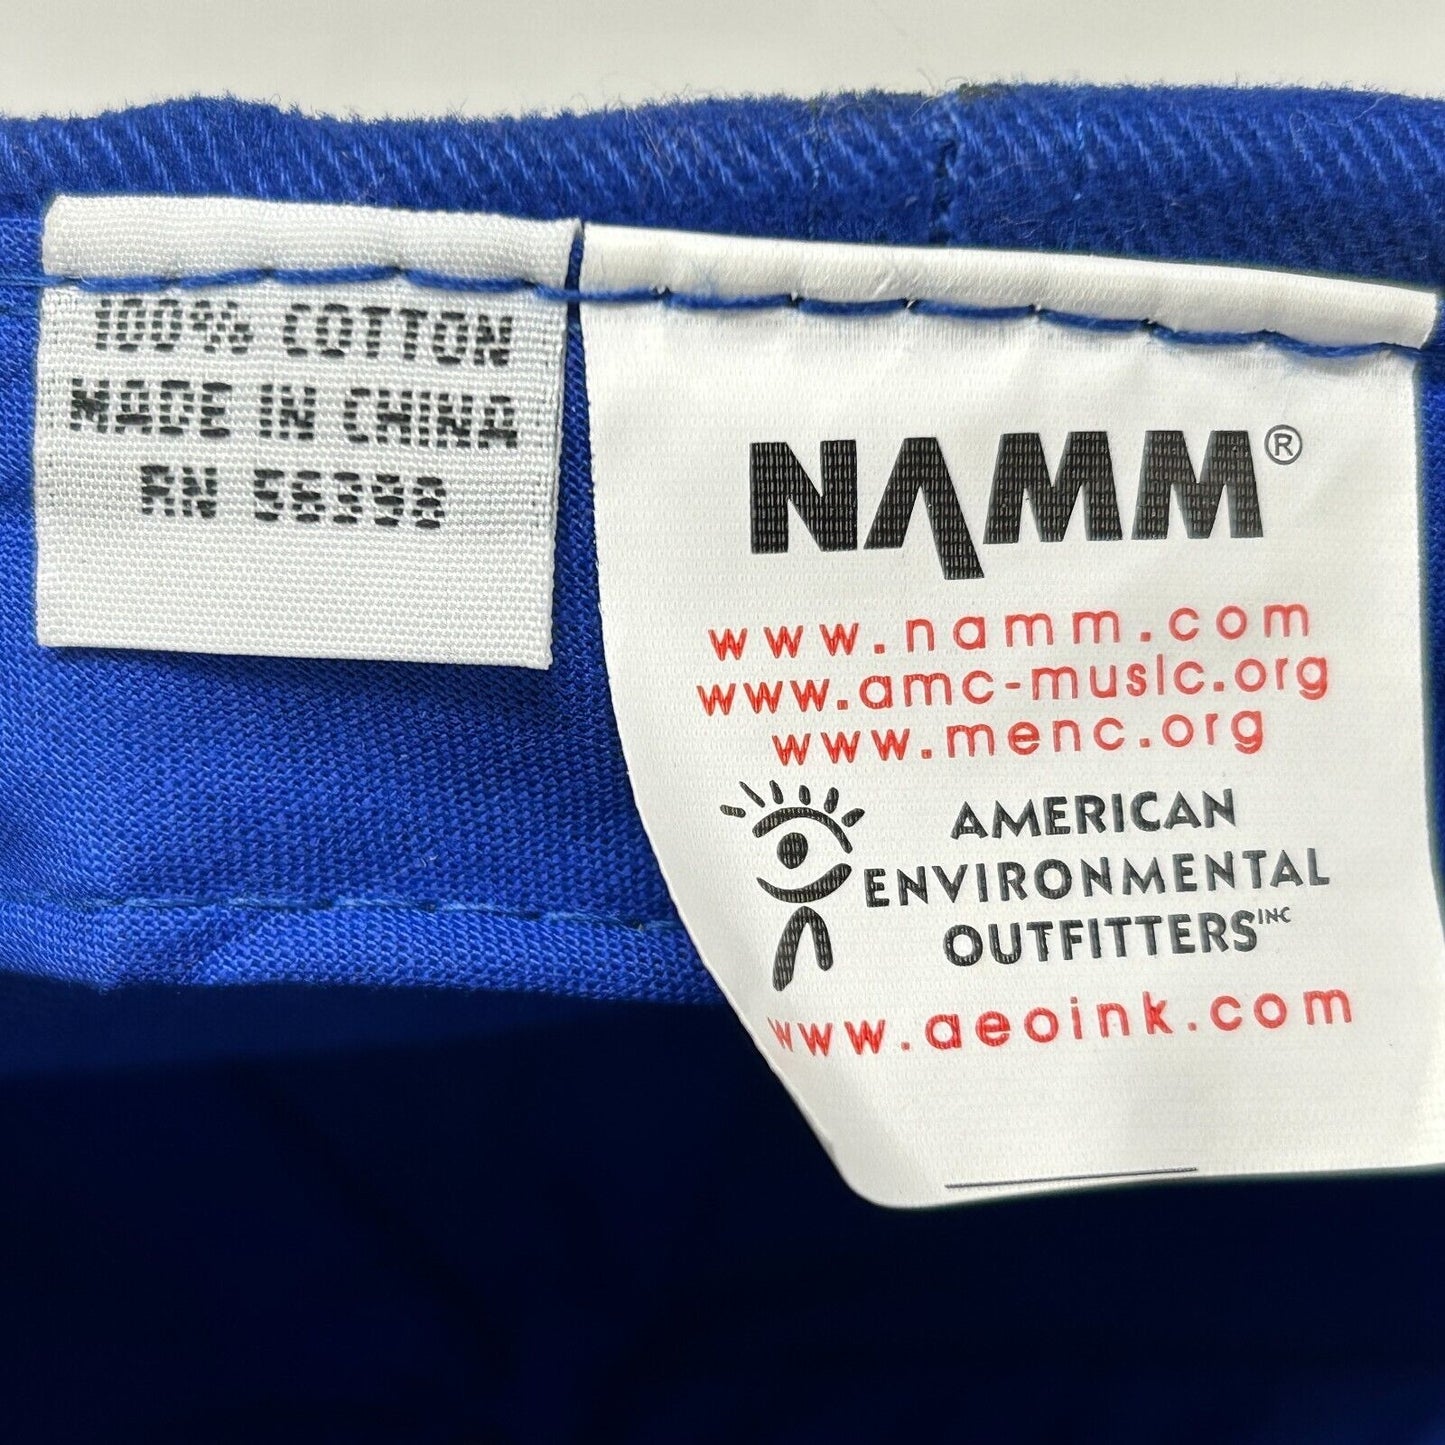 100% COTTON
MADE IN CHINA
RN 56398
NAMM®
www.namm.com
www.amc-music.org
www.menc.org
AMERICAN
ENVIRONMENTAL
OUTFITTERS INC
www.aeoink.com